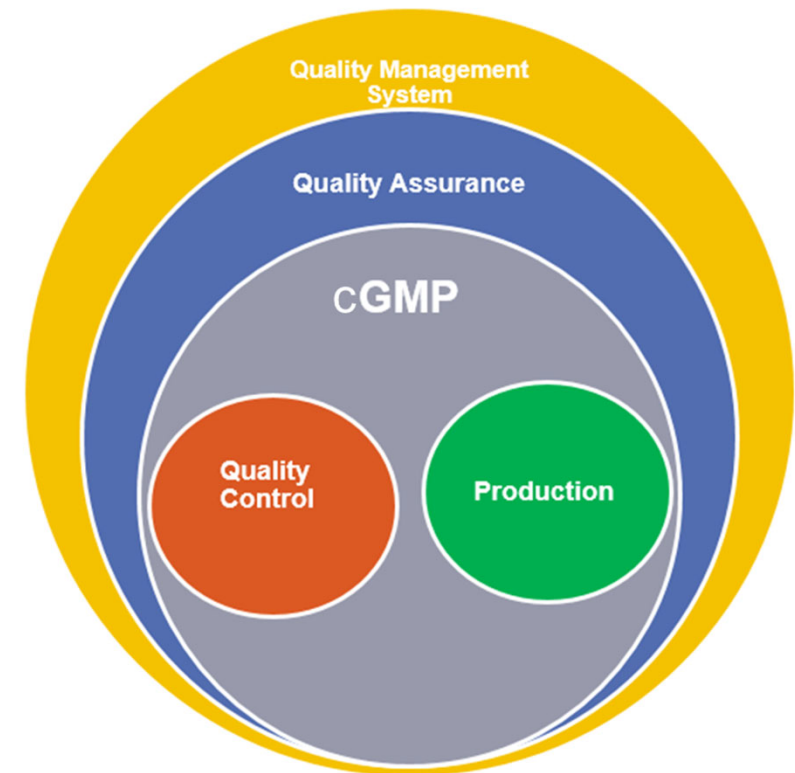 Quality Management
System
Quality Assurance
cGMP
Quality
Control
Production